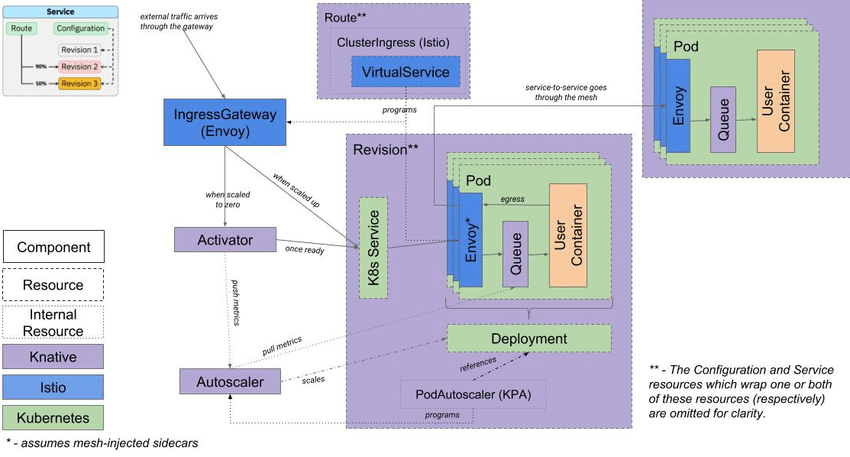 Service
Route
Configuration
Revision 1
90%
Revision 2
10%
Revision 3
external traffic arrives
through the gateway
Route**
ClusterIngress (Istio)
VirtualService
programs
IngressGateway
(Envoy)
when scaled
to zero
when scaled up
Activator
once ready
push metrics
pull metrics
Autoscaler
scales
Revision**
K8s Service
Pod
Envoy*
egress
Queue
User
Container
Deployment
references
PodAutoscaler (KPA)
programs
service-to-service goes
through the mesh
Pod
Envoy
Queue
User
Container
Component
Resource
Internal
Resource
Knative
Istio
Kubernetes
* - assumes mesh-injected sidecars
** - The Configuration and Service
resources which wrap one or both
of these resources (respectively)
are omitted for clarity.